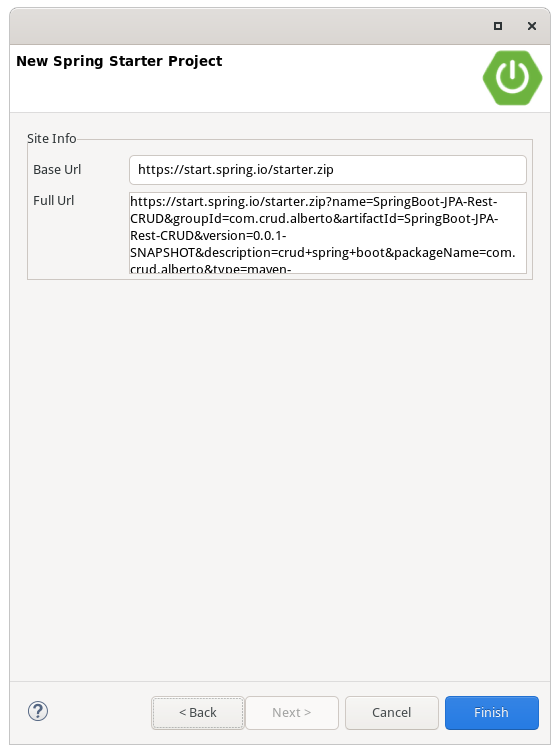 New Spring Starter Project
Site Info
Base Url
https://start.spring.io/starter.zip
Full Url
https://start.spring.io/starter.zip?name=SpringBoot-JPA-Rest-
CRUD&groupId=com.crud.alberto&artifactId=SpringBoot-JPA-
Rest-CRUD&version=0.0.1-
SNAPSHOT&description=crud+spring+boot&packageName=com.
crud.alberto&type=maven-
?
< Back
Next >
Cancel
Finish